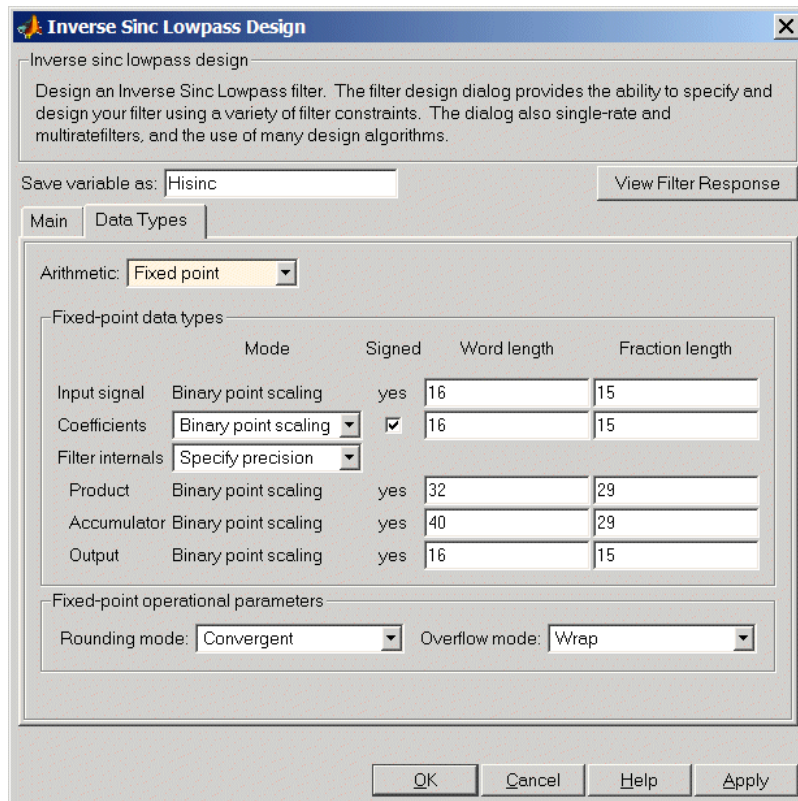 Inverse Sinc Lowpass Design
Inverse sinc lowpass design
Design an Inverse Sinc Lowpass filter. The filter design dialog provides the ability to specify and
design your filter using a variety of filter constraints. The dialog also single-rate and
multiratefilters, and the use of many design algorithms.
Save variable as: Hisinc View Filter Response
Main Data Types
Arithmetic: Fixed point
Fixed-point data types
Mode Signed Word length Fraction length
Input signal Binary point scaling yes 16 15
Coefficients Binary point scaling 16 15
Filter internals Specify precision
Product Binary point scaling yes 32 29
Accumulator Binary point scaling yes 40 29
Output Binary point scaling yes 16 15
Fixed-point operational parameters
Rounding mode: Convergent Overflow mode: Wrap
OK Cancel Help Apply